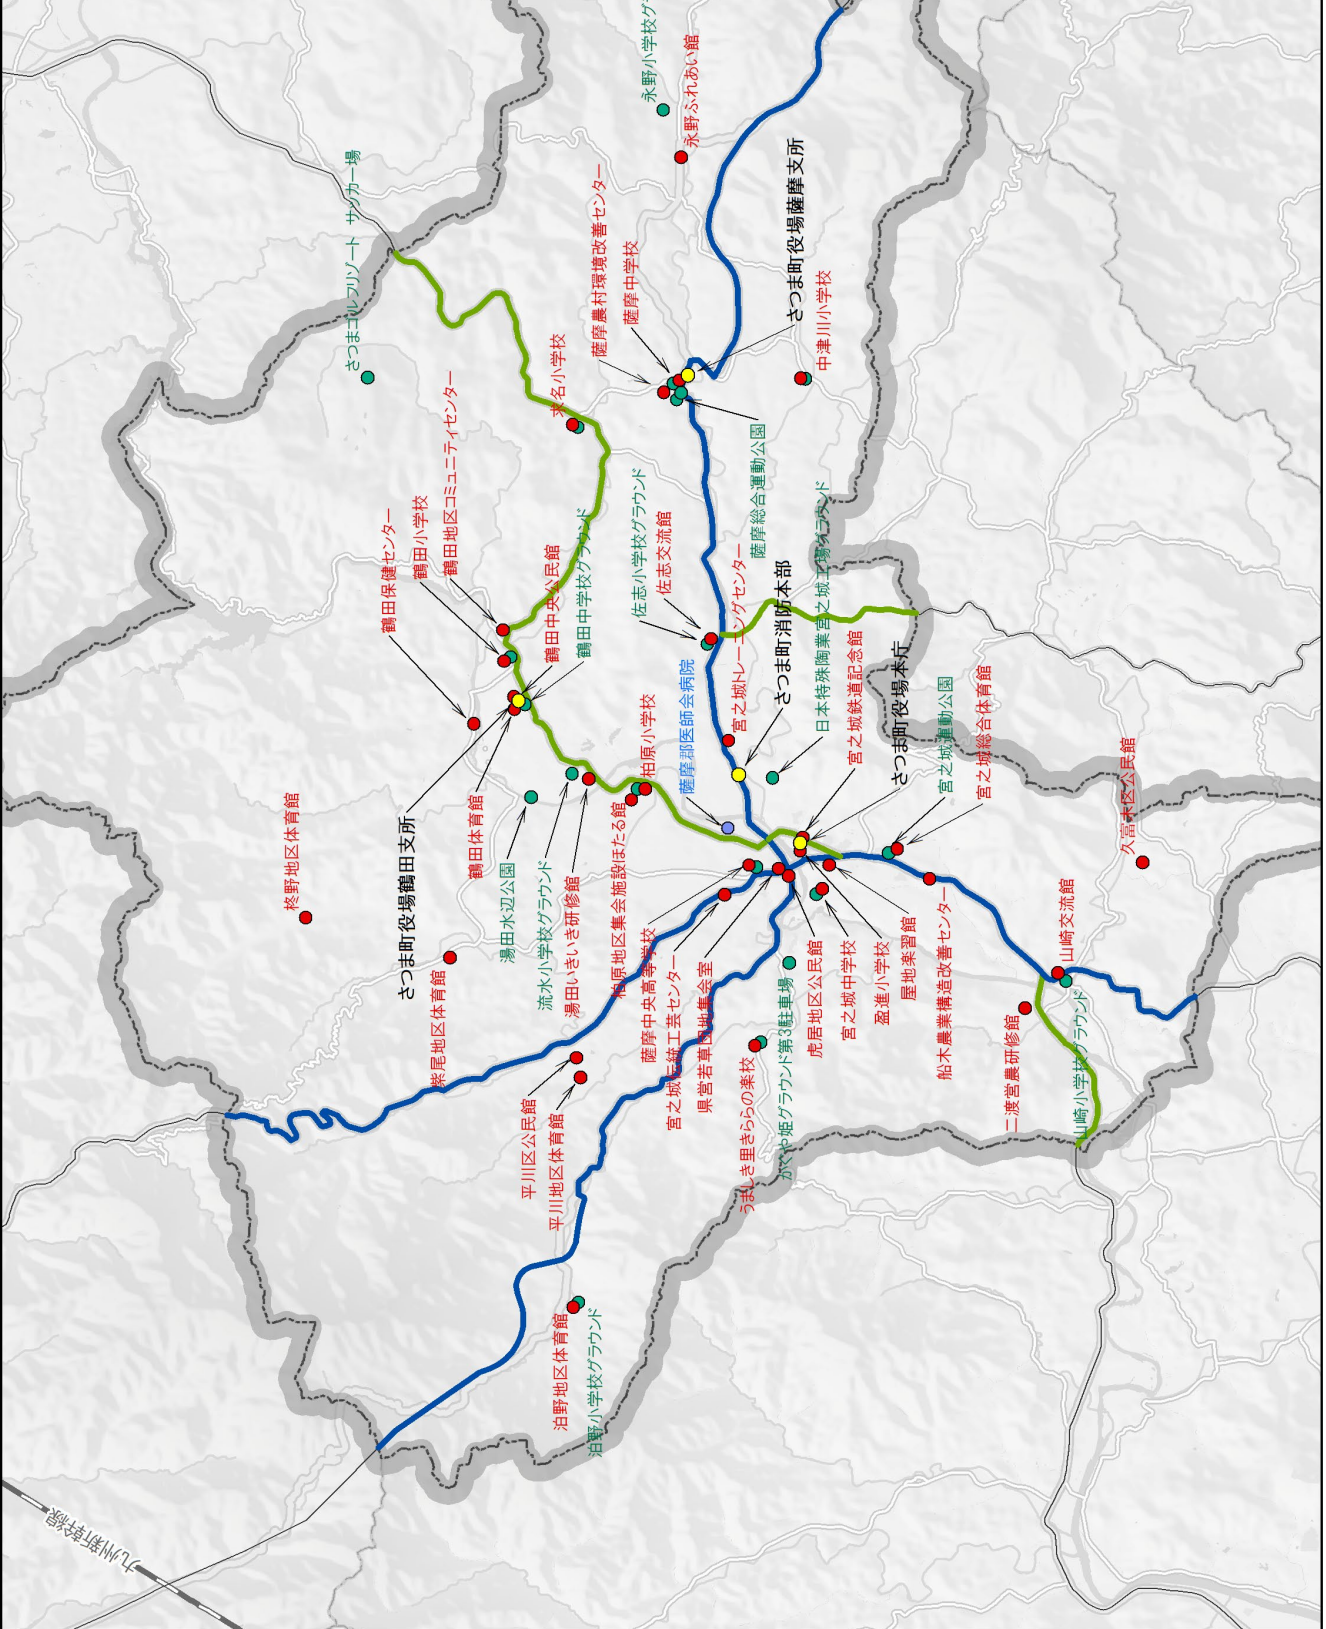 永野小学校グ
永野ふれあい館
さつまゴルフリゾート サッカー場
薩摩農村環境改善センター
薩摩中学校
さつま町役場薩摩支所
中津川小学校
求名小学校
薩摩総合運動公園
鶴田保健センター
鶴田小学校
鶴田地区コミュニティセンター
鶴田中央公民館
鶴田中学校グラウンド
佐志小学校グラウンド
佐志交流館
宮之城トレーニングセンター
さつま町消防本部
日本特殊陶業宮之城工場グラウンド
宮之城鉄道記念館
さつま町役場本庁
宮之城運動公園
宮之城総合体育館
久富木区公民館
薩摩郡医師会病院
柏原小学校
柊野地区体育館
さつま町役場鶴田支所
鶴田体育館
湯田水辺公園
流水小学校グラウンド
湯田いきいき研修館
柏原地区集会施設ほたる館
紫尾地区体育館
薩摩中央高等学校
宮之城伝統工芸センター
県営若草団地集会室
虎居地区公民館
宮之城中学校
盈進小学校
屋地楽習館
船木農業構造改善センター
山崎交流館
山崎小学校グラウンド
二渡営農研修館
かぐや姫グラウンド第3駐車場
うましき里きららの楽校
平川区公民館
平川地区体育館
泊野地区体育館
泊野小学校グラウンド
九州新幹線